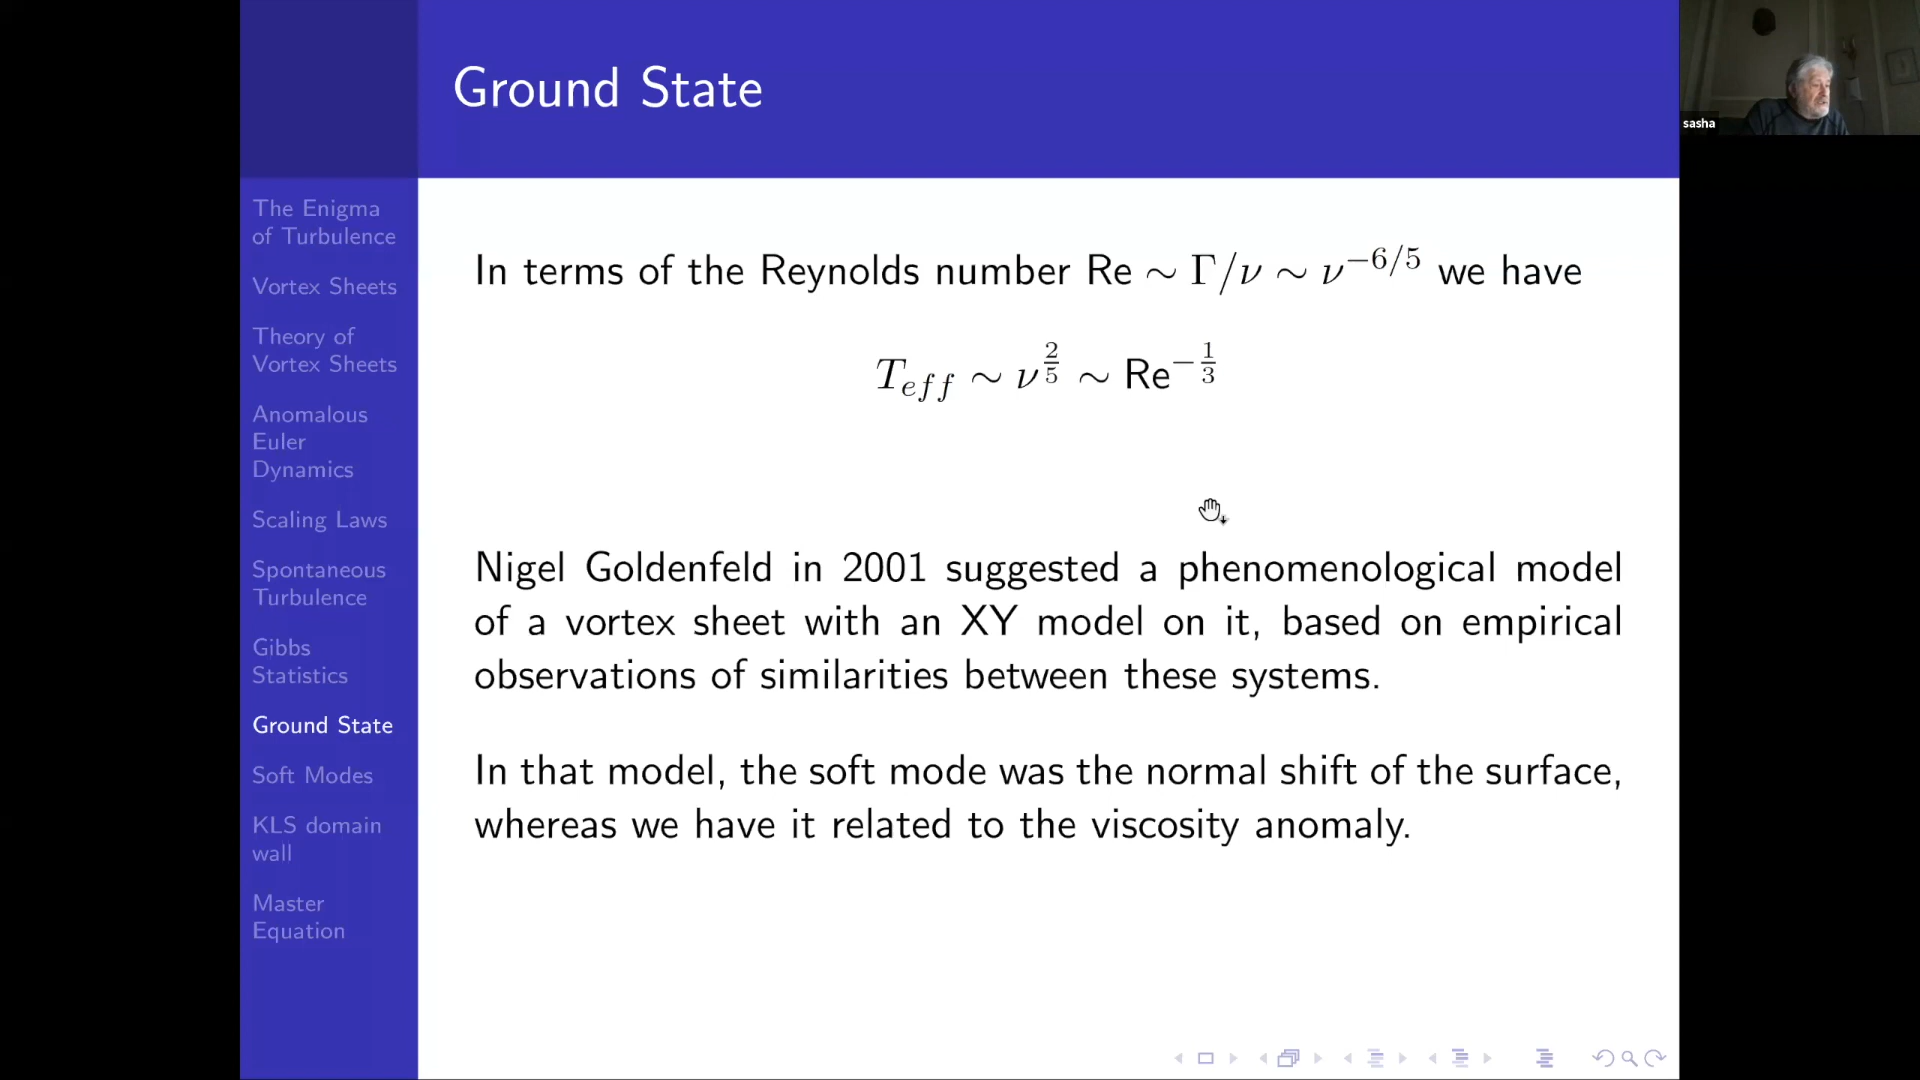 Ground State
sasha
The Enigma
of Turbulence
Vortex Sheets
Theory of
Vortex Sheets
Anomalous
Euler
Dynamics
Scaling Laws
Spontaneous
Turbulence
Gibbs
Statistics
Ground State
Soft Modes
KLS domain
wall
Master
Equation
In terms of the Reynolds number Re ∼ Γ/ν ∼ ν^{−6/5} we have
T_{eff} ∼ ν^{2/5} ∼ Re^{−1/3}
Nigel Goldenfeld in 2001 suggested a phenomenological model
of a vortex sheet with an XY model on it, based on empirical
observations of similarities between these systems.
In that model, the soft mode was the normal shift of the surface,
whereas we have it related to the viscosity anomaly.